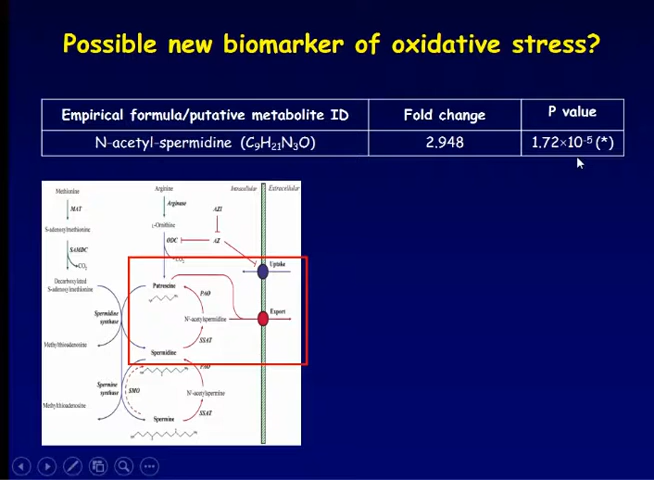 Possible new biomarker of oxidative stress?
Empirical formula/putative metabolite ID Fold change P value
N-acetyl-spermidine (C₉H₂₁N₃O) 2.948 1.72×10⁻⁵ (*)
Methionine Arginine Intracellular Extracellular
MAT Arginase AZI
S-adenosylmethionine L-Ornithine
ODC AZ
SAMDC
CO₂ CO₂
Uptake
Decarboxylated
S-adenosylmethionine
Putrescine
PAO
Export
Spermidine
synthase
N¹-acetylspermidine
SSAT
Methylthioadenosine
Spermidine
PAO
Spermine
synthase
SMO
N¹-acetylspermine
Methylthioadenosine
SSAT
Spermine